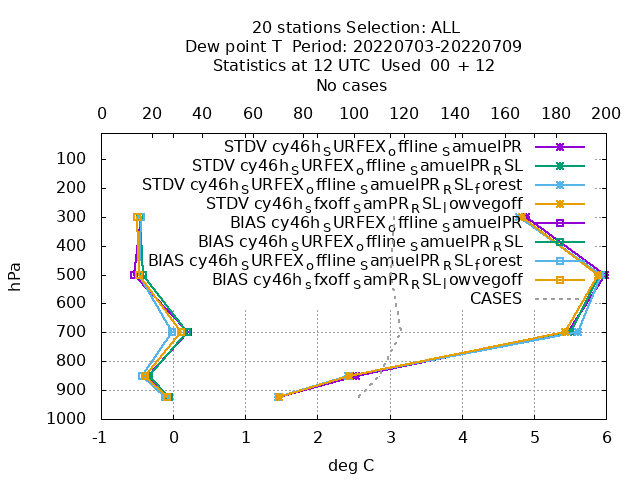 20 stations Selection: ALL
Dew point T  Period: 20220703-20220709
Statistics at 12 UTC  Used  00 + 12
No cases
0 20 40 60 80 100 120 140 160 180 200
STDV cy46h_SURFEX_offline_SamuelPR
STDV cy46h_SURFEX_offline_SamuelPR_RSL
STDV cy46h_SURFEX_offline_SamuelPR_RSL_forest
STDV cy46h_sfxoff_SamPR_RSL_lowvegoff
BIAS cy46h_SURFEX_offline_SamuelPR
BIAS cy46h_SURFEX_offline_SamuelPR_RSL
BIAS cy46h_SURFEX_offline_SamuelPR_RSL_forest
BIAS cy46h_sfxoff_SamPR_RSL_lowvegoff
CASES
hPa
100
200
300
400
500
600
700
800
900
1000
-1 0 1 2 3 4 5 6
deg C